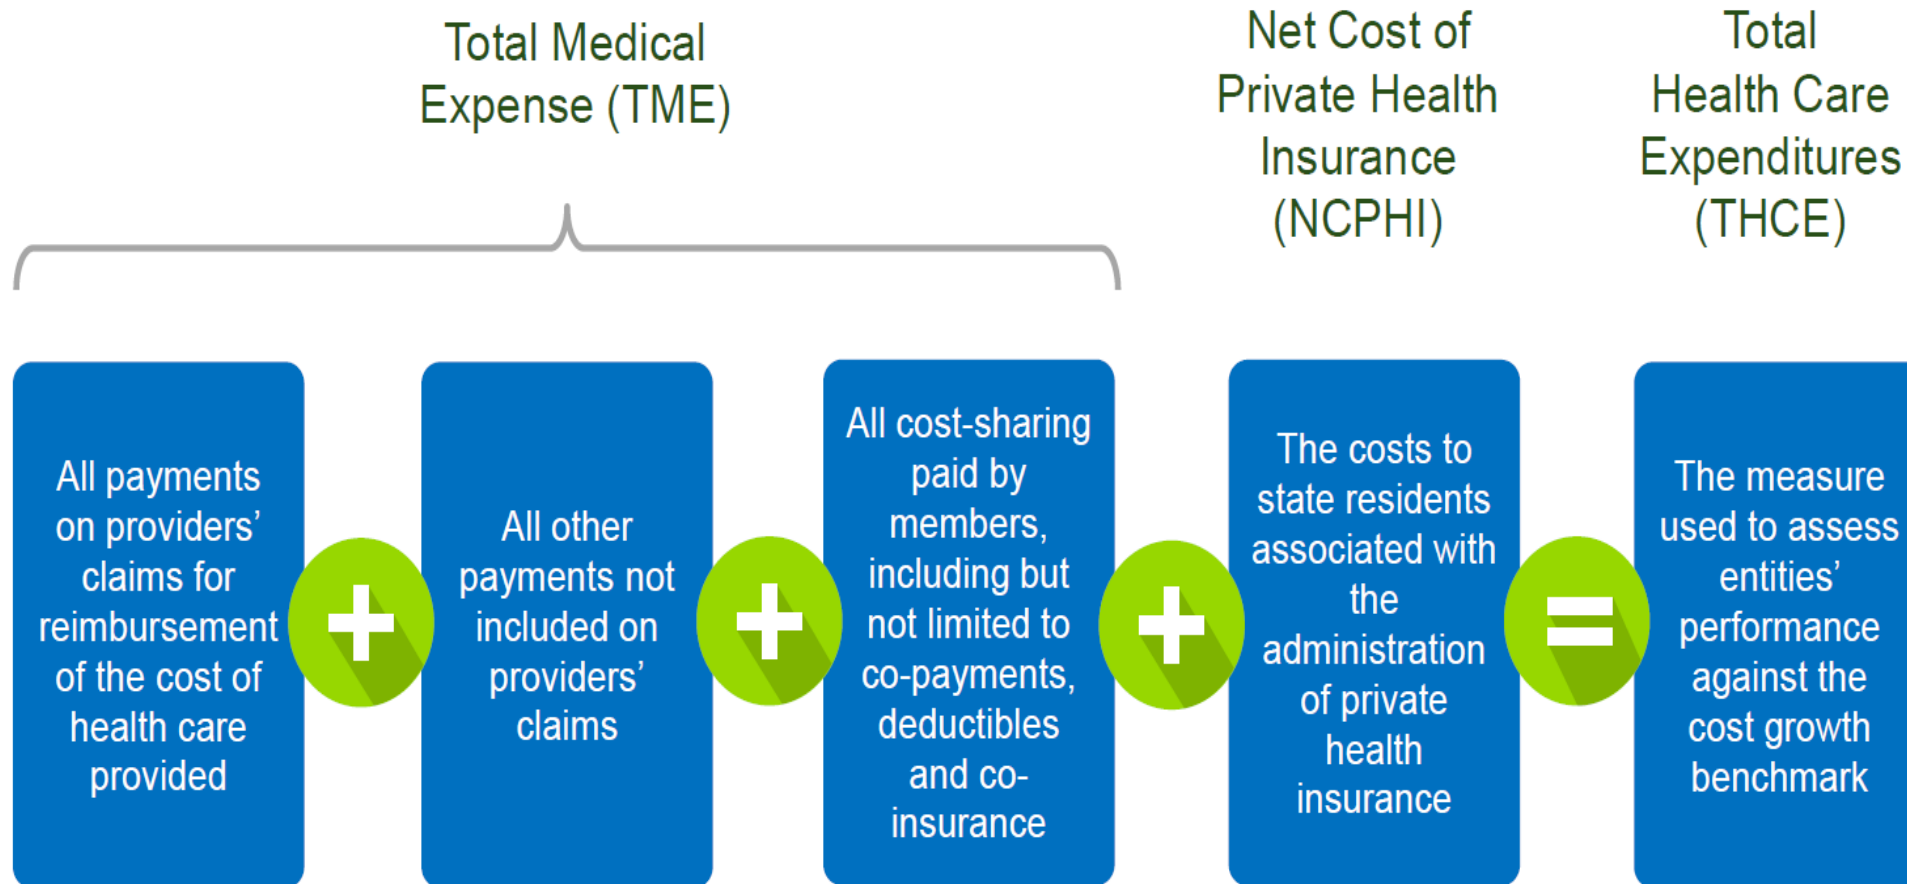 Total Medical
Expense (TME)
Net Cost of
Private Health
Insurance
(NCPHI)
Total
Health Care
Expenditures
(THCE)
All payments
on providers’
claims for
reimbursement
of the cost of
health care
provided
+
All other
payments not
included on
providers’
claims
+
All cost-sharing
paid by
members,
including but
not limited to
co-payments,
deductibles
and co-
insurance
+
The costs to
state residents
associated with
the
administration
of private
health
insurance
=
The measure
used to assess
entities’
performance
against the
cost growth
benchmark